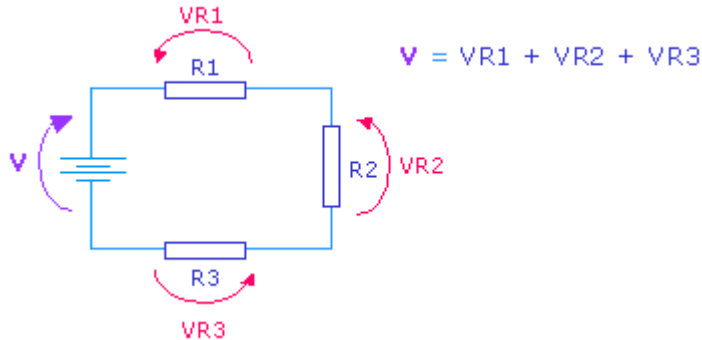 VR1
V = VR1 + VR2 + VR3
R1
V
R2
VR2
R3
VR3